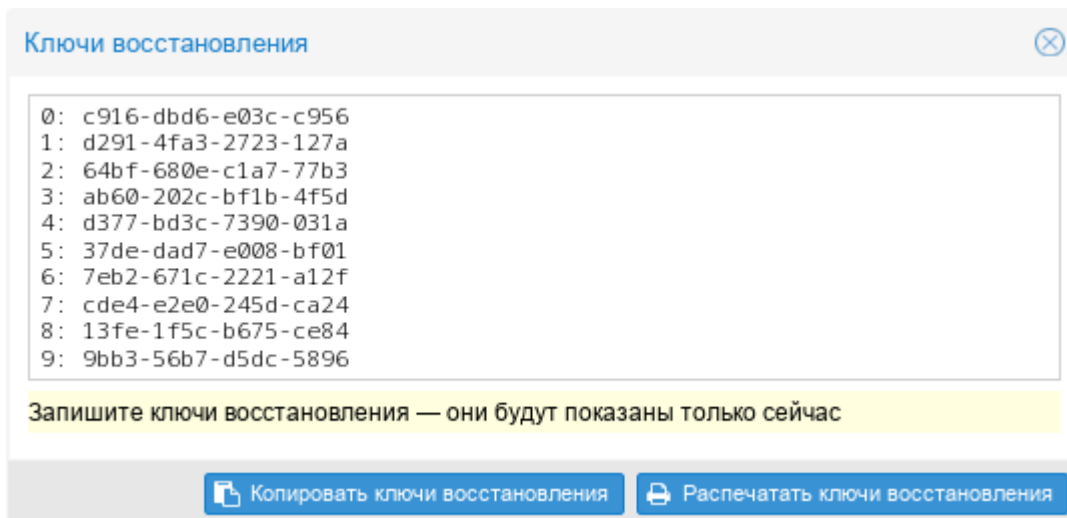 Ключи восстановления
0: c916-dbd6-e03c-c956
1: d291-4fa3-2723-127a
2: 64bf-680e-c1a7-77b3
3: ab60-202c-bf1b-4f5d
4: d377-bd3c-7390-031a
5: 37de-dad7-e008-bf01
6: 7eb2-671c-2221-a12f
7: cde4-e2e0-245d-ca24
8: 13fe-1f5c-b675-ce84
9: 9bb3-56b7-d5dc-5896
Запишите ключи восстановления — они будут показаны только сейчас
Копировать ключи восстановления Распечатать ключи восстановления